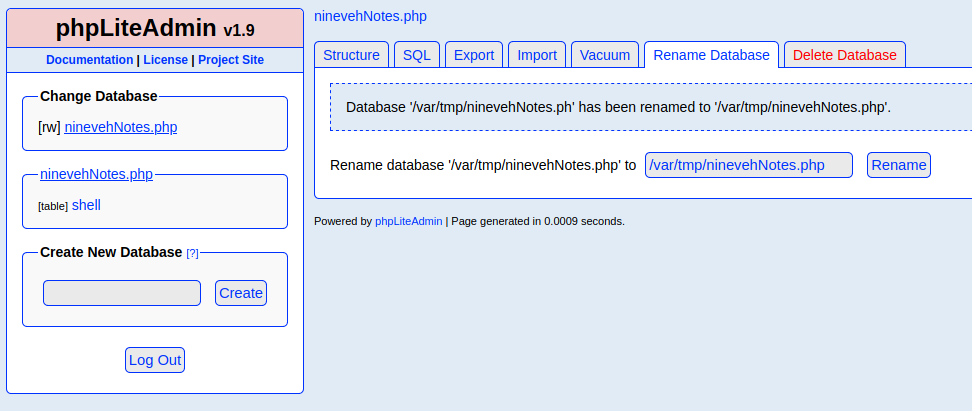 phpLiteAdmin v1.9
Documentation | License | Project Site
Change Database
[rw] ninevehNotes.php
ninevehNotes.php
[table] shell
Create New Database [?]
Create
Log Out
ninevehNotes.php
Structure SQL Export Import Vacuum Rename Database Delete Database
Database '/var/tmp/ninevehNotes.ph' has been renamed to '/var/tmp/ninevehNotes.php'.
Rename database '/var/tmp/ninevehNotes.php' to /var/tmp/ninevehNotes.php Rename
Powered by phpLiteAdmin | Page generated in 0.0009 seconds.